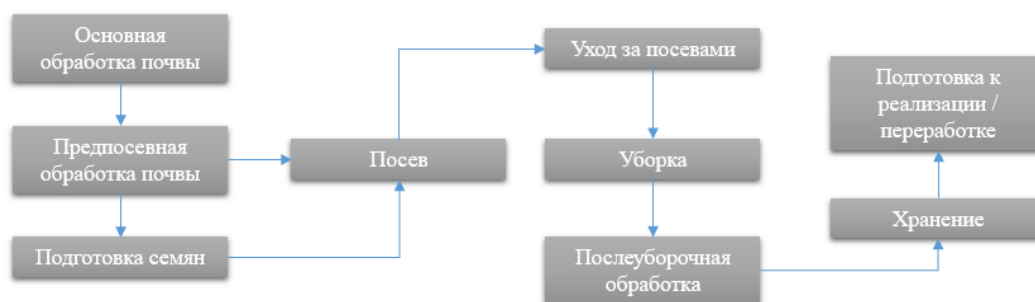 Основная
обработка почвы
Предпосевная
обработка почвы
Подготовка семян
Посев
Уход за посевами
Уборка
Послеуборочная
обработка
Хранение
Подготовка к
реализации /
переработке